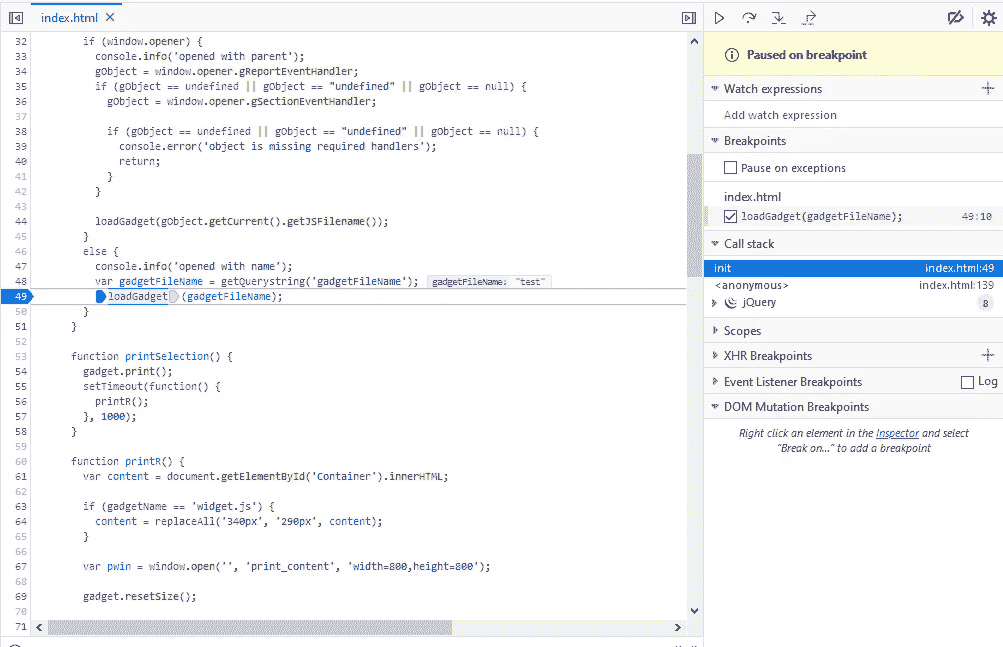 index.html
32 if (window.opener) {
33 console.info('opened with parent');
34 gObject = window.opener.gReportEventHandler;
35 if (gObject == undefined || gObject == "undefined" || gObject == null) {
36 gObject = window.opener.gSectionEventHandler;
37
38 if (gObject == undefined || gObject == "undefined" || gObject == null) {
39 console.error('object is missing required handlers');
40 return;
41 }
42 }
43
44 loadGadget(gObject.getCurrent().getJSFilename());
45 }
46 else {
47 console.info('opened with name');
48 var gadgetFileName = getQuerystring('gadgetFileName'); gadgetFileName: "test"
49 loadGadget(gadgetFileName);
50 }
51 }
52
53 function printSelection() {
54 gadget.print();
55 setTimeout(function() {
56 printR();
57 }, 1000);
58 }
59
60 function printR() {
61 var content = document.getElementById('Container').innerHTML;
62
63 if (gadgetName == 'widget.js') {
64 content = replaceAll('340px', '290px', content);
65 }
66
67 var pwin = window.open('', 'print_content', 'width=800,height=800');
68
69 gadget.resetSize();
70
71
Paused on breakpoint
Watch expressions
Add watch expression
Breakpoints
Pause on exceptions
index.html
loadGadget(gadgetFileName); 49:10
Call stack
init index.html:49
<anonymous> index.html:139
jQuery 8
Scopes
XHR Breakpoints
Event Listener Breakpoints Log
DOM Mutation Breakpoints
Right click an element in the Inspector and select
"Break on…" to add a breakpoint